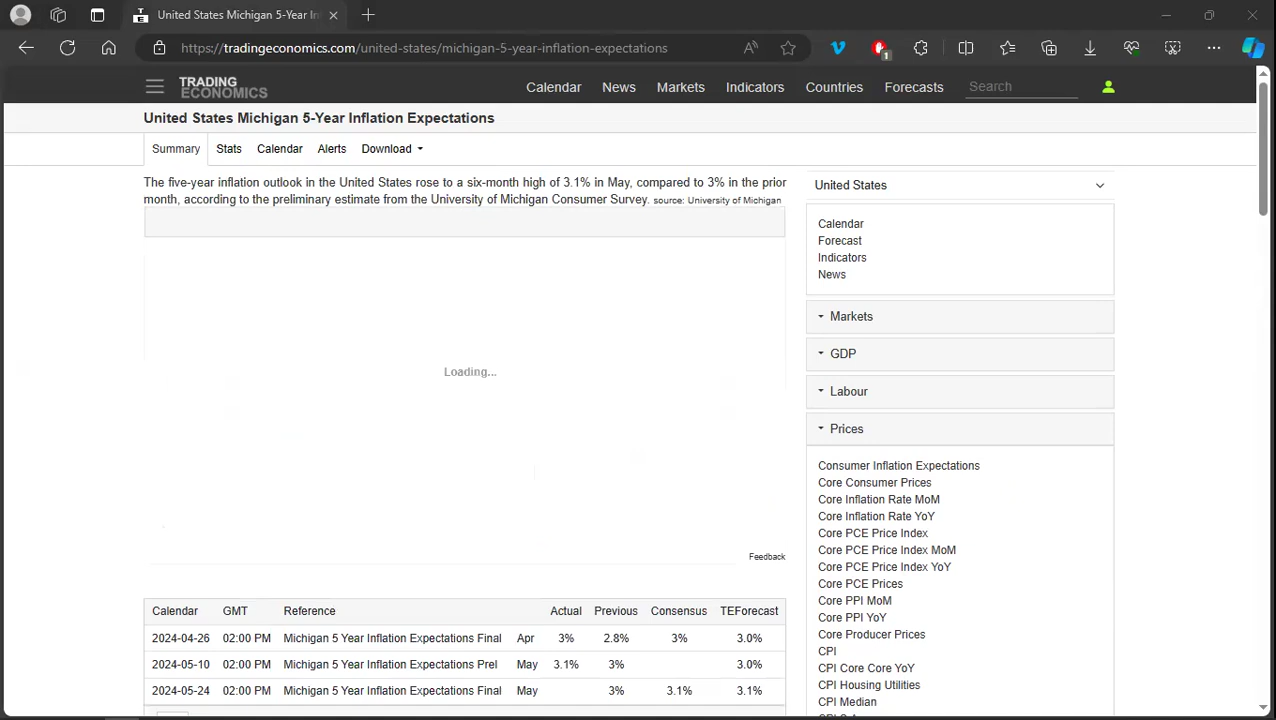 United States Michigan 5-Year In
https://tradingeconomics.com/united-states/michigan-5-year-inflation-expectations
1
TRADING
ECONOMICS
Calendar News Markets Indicators Countries Forecasts Search
United States Michigan 5-Year Inflation Expectations
Summary Stats Calendar Alerts Download
The five-year inflation outlook in the United States rose to a six-month high of 3.1% in May, compared to 3% in the prior
month, according to the preliminary estimate from the University of Michigan Consumer Survey. source: University of Michigan
Loading...
Feedback
Calendar GMT Reference Actual Previous Consensus TEForecast
2024-04-26 02:00 PM Michigan 5 Year Inflation Expectations Final Apr 3% 2.8% 3% 3.0%
2024-05-10 02:00 PM Michigan 5 Year Inflation Expectations Prel May 3.1% 3% 3.0%
2024-05-24 02:00 PM Michigan 5 Year Inflation Expectations Final May 3% 3.1% 3.1%
United States
Calendar
Forecast
Indicators
News
Markets
GDP
Labour
Prices
Consumer Inflation Expectations
Core Consumer Prices
Core Inflation Rate MoM
Core Inflation Rate YoY
Core PCE Price Index
Core PCE Price Index MoM
Core PCE Price Index YoY
Core PCE Prices
Core PPI MoM
Core PPI YoY
Core Producer Prices
CPI
CPI Core Core YoY
CPI Housing Utilities
CPI Median